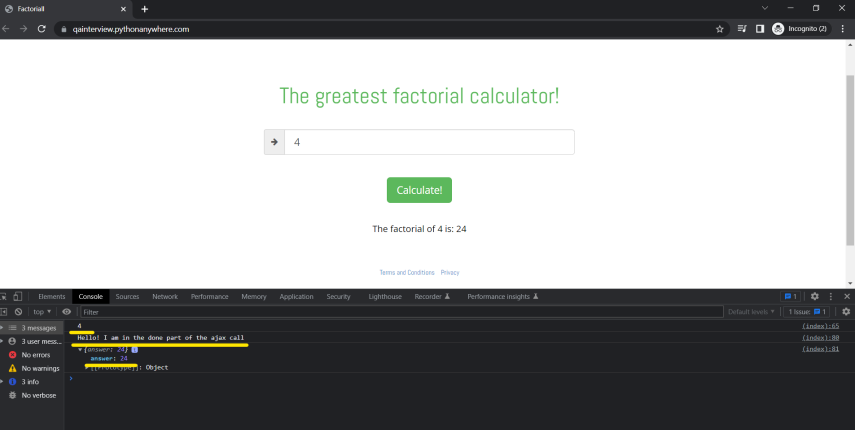 Factoriall
qainterview.pythonanywhere.com
Incognito (2)
The greatest factorial calculator!
4
Calculate!
The factorial of 4 is: 24
Terms and Conditions Privacy
Elements Console Sources Network Performance Memory Application Security Lighthouse Recorder Performance insights 1
top Filter Default levels 1 Issue: 1
3 messages
3 user mess...
No errors
No warnings
3 info
No verbose
4 (index):65
Hello! I am in the done part of the ajax call (index):80
{answer: 24} (index):81
answer: 24
[[Prototype]]: Object